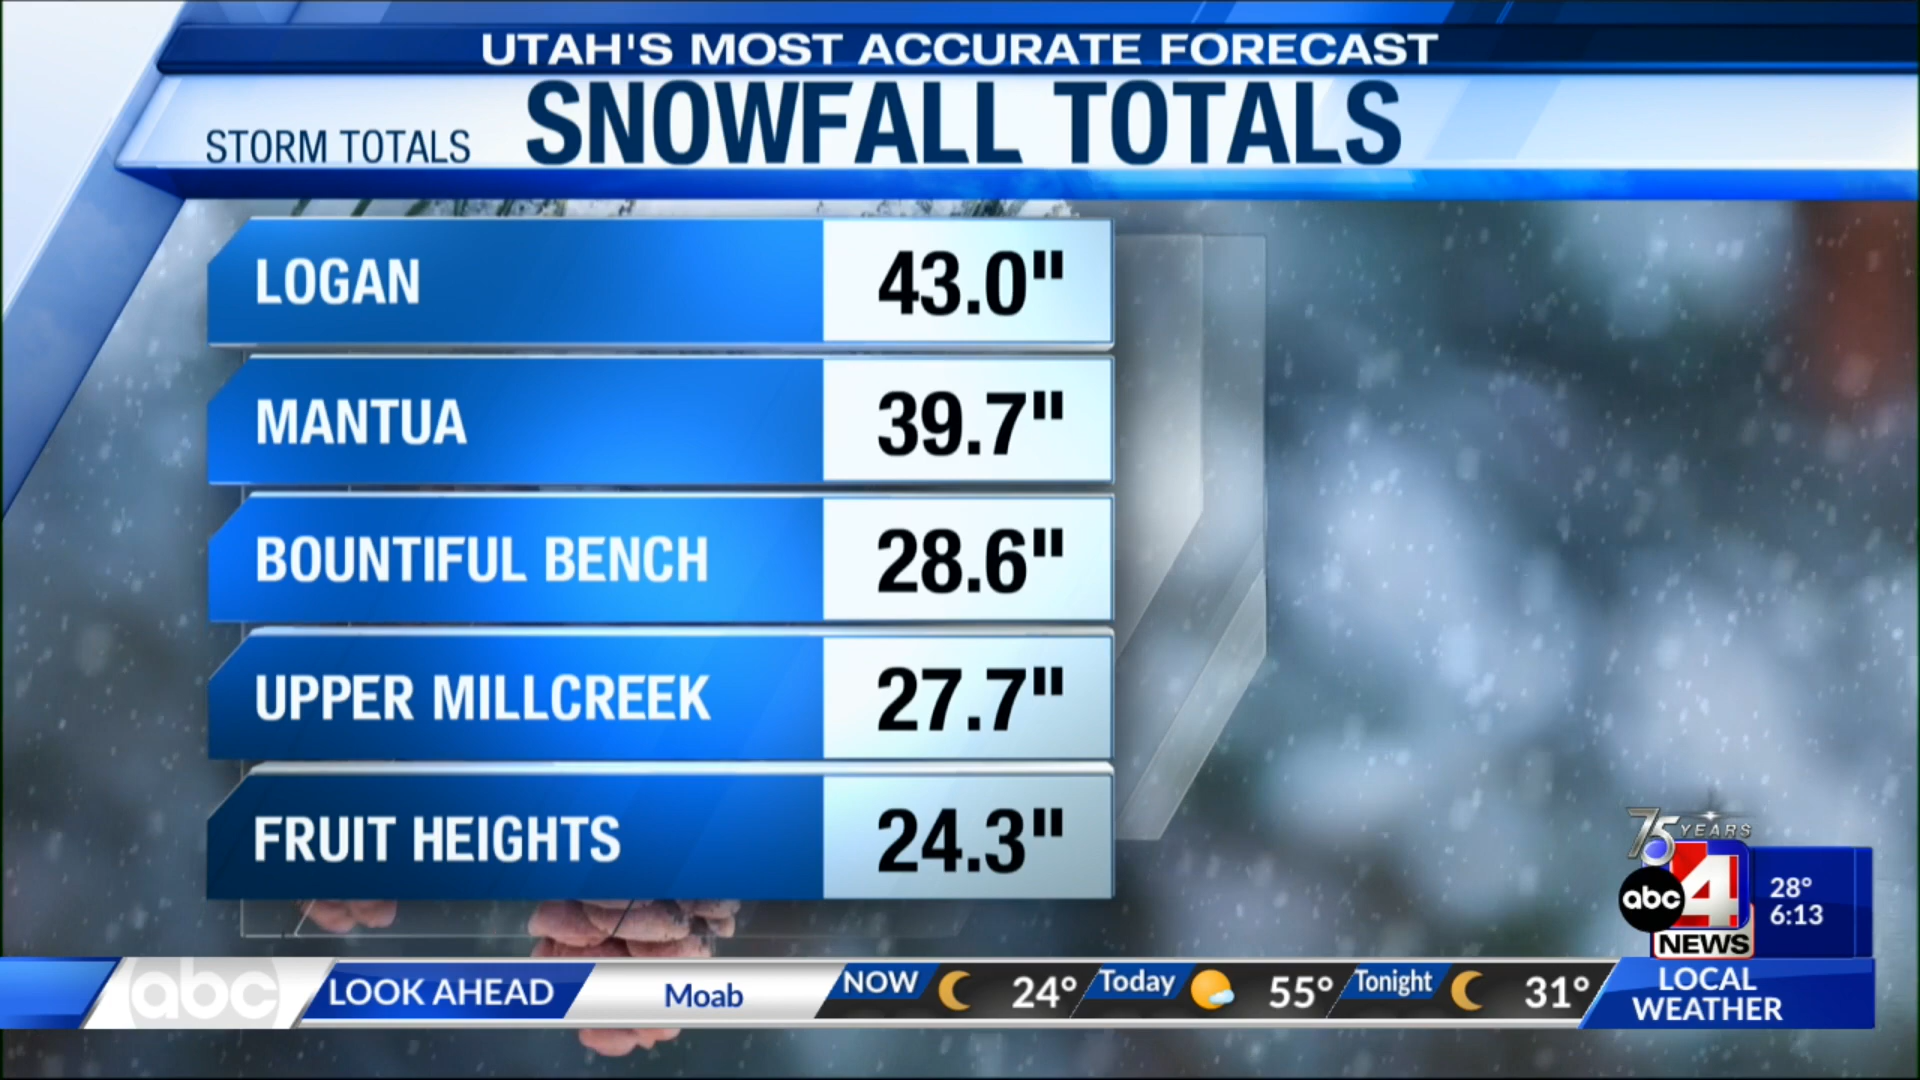 UTAH'S MOST ACCURATE FORECAST
STORM TOTALS SNOWFALL TOTALS
LOGAN 43.0"
MANTUA 39.7"
BOUNTIFUL BENCH 28.6"
UPPER MILLCREEK 27.7"
FRUIT HEIGHTS 24.3"
75 YEARS
abc 4
NEWS
28°
6:13
abc LOOK AHEAD Moab NOW 24° Today 55° Tonight 31°
LOCAL
WEATHER